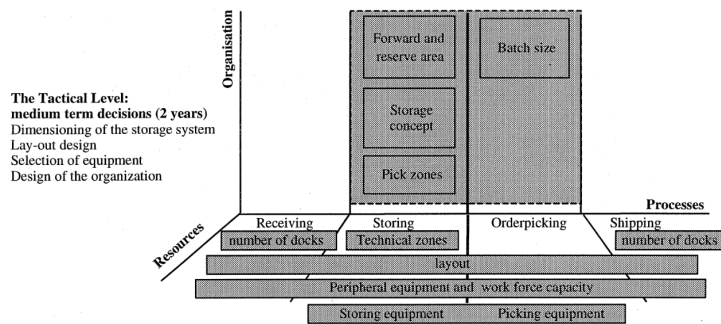 The Tactical Level:
medium term decisions (2 years)
Dimensioning of the storage system
Lay-out design
Selection of equipment
Design of the organization
Organisation
Forward and
reserve area
Batch size
Storage
concept
Pick zones
Processes
Resources
Receiving
Storing
Orderpicking
Shipping
number of docks
Technical zones
number of docks
layout
Peripheral equipment and work force capacity
Storing equipment
Picking equipment